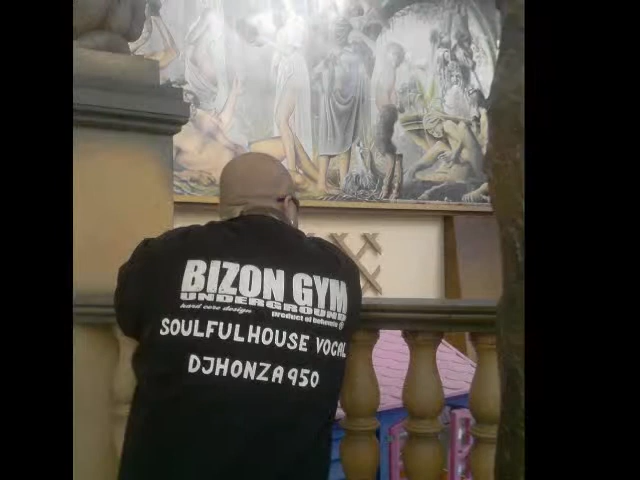 BIZON GYM
UNDERGROUND
hard core design
product of bohemia
SOULFULHOUSE VOCAL
DJHONZA950